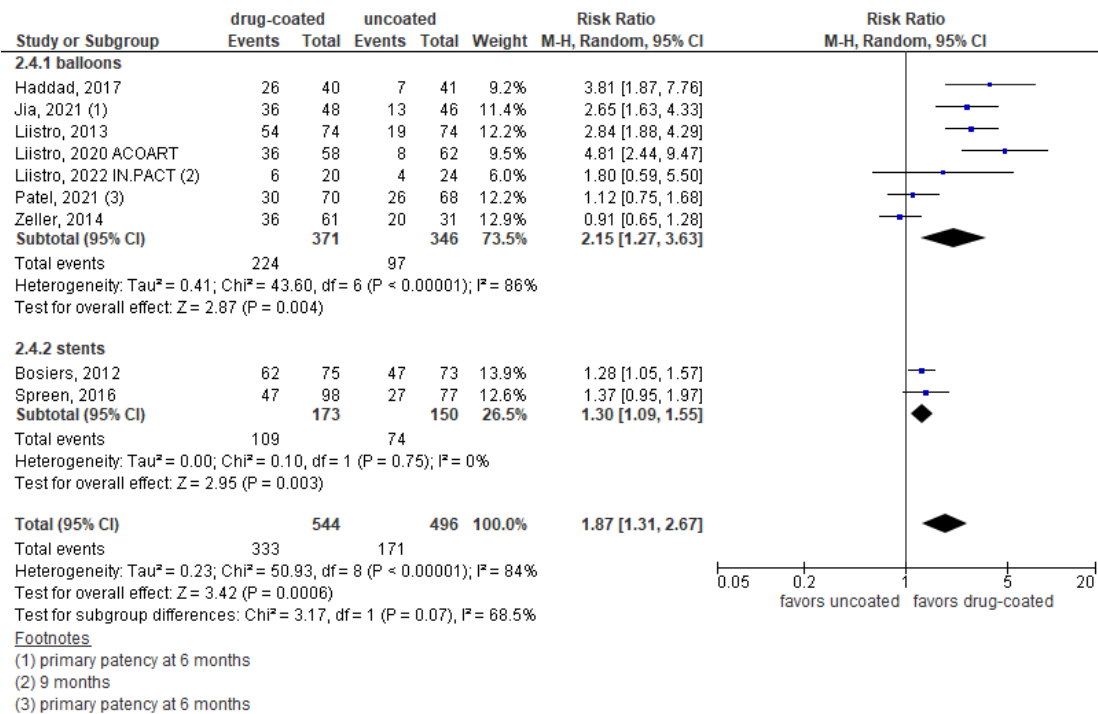 drug-coated uncoated Risk Ratio Risk Ratio
Study or Subgroup Events Total Events Total Weight M-H, Random, 95% CI M-H, Random, 95% CI
2.4.1 balloons
Haddad, 2017 26 40 7 41 9.2% 3.81 [1.87, 7.76]
Jia, 2021 (1) 36 48 13 46 11.4% 2.65 [1.63, 4.33]
Liistro, 2013 54 74 19 74 12.2% 2.84 [1.88, 4.29]
Liistro, 2020 ACOART 36 58 8 62 9.5% 4.81 [2.44, 9.47]
Liistro, 2022 IN.PACT (2) 6 20 4 24 6.0% 1.80 [0.59, 5.50]
Patel, 2021 (3) 30 70 26 68 12.2% 1.12 [0.75, 1.68]
Zeller, 2014 36 61 20 31 12.9% 0.91 [0.65, 1.28]
Subtotal (95% CI) 371 346 73.5% 2.15 [1.27, 3.63]
Total events 224 97
Heterogeneity: Tau² = 0.41; Chi² = 43.60, df = 6 (P < 0.00001); I² = 86%
Test for overall effect: Z = 2.87 (P = 0.004)
2.4.2 stents
Bosiers, 2012 62 75 47 73 13.9% 1.28 [1.05, 1.57]
Spreen, 2016 47 98 27 77 12.6% 1.37 [0.95, 1.97]
Subtotal (95% CI) 173 150 26.5% 1.30 [1.09, 1.55]
Total events 109 74
Heterogeneity: Tau² = 0.00; Chi² = 0.10, df = 1 (P = 0.75); I² = 0%
Test for overall effect: Z = 2.95 (P = 0.003)
Total (95% CI) 544 496 100.0% 1.87 [1.31, 2.67]
Total events 333 171
Heterogeneity: Tau² = 0.23; Chi² = 50.93, df = 8 (P < 0.00001); I² = 84%
Test for overall effect: Z = 3.42 (P = 0.0006)
Test for subgroup differences: Chi² = 3.17, df = 1 (P = 0.07), I² = 68.5%
0.05 0.2 1 5 20
favors uncoated favors drug-coated
Footnotes
(1) primary patency at 6 months
(2) 9 months
(3) primary patency at 6 months